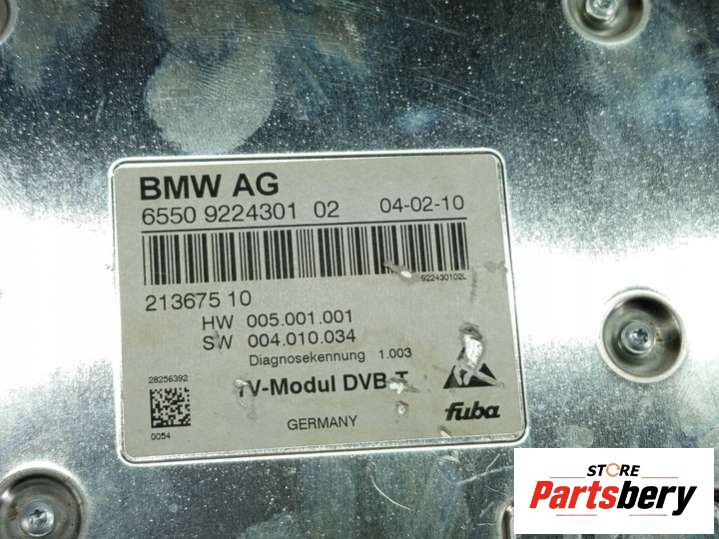 BMW AG
6550 9224301 02 04-02-10
922430102L
213675 10
HW 005.001.001
SW 004.010.034
Diagnosekennung 1.003
28256392
TV-Modul DVB-T
0054
GERMANY
fuba
STORE
Partsbery